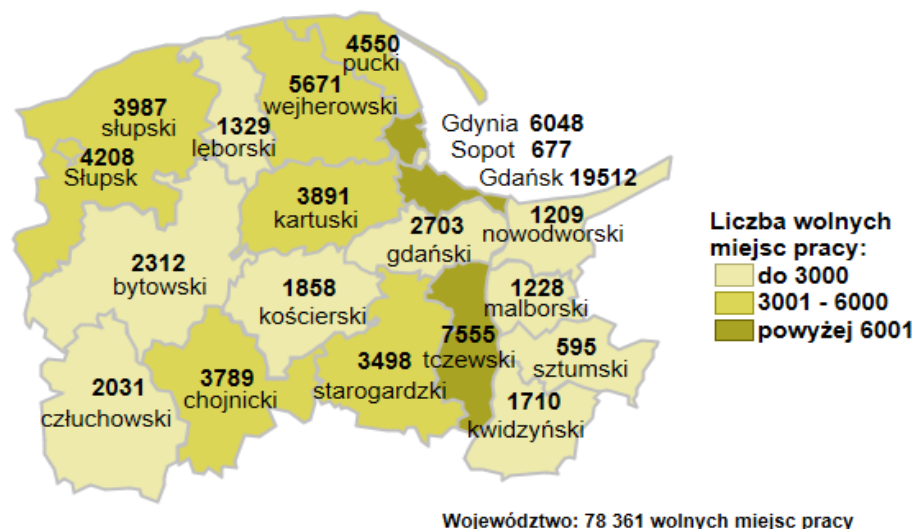 4550
pucki
5671
wejherowski
3987
słupski
1329
lęborski
Gdynia 6048
Sopot 677
Gdańsk 19512
4208
Słupsk
3891
kartuski
2703
gdański
1209
nowodworski
2312
bytowski
1858
kościerski
1228
malborski
7555
tczewski
595
sztumski
3498
starogardzki
3789
chojnicki
2031
człuchowski
1710
kwidzyński
Liczba wolnych
miejsc pracy:
do 3000
3001 - 6000
powyżej 6001
Województwo: 78 361 wolnych miejsc pracy